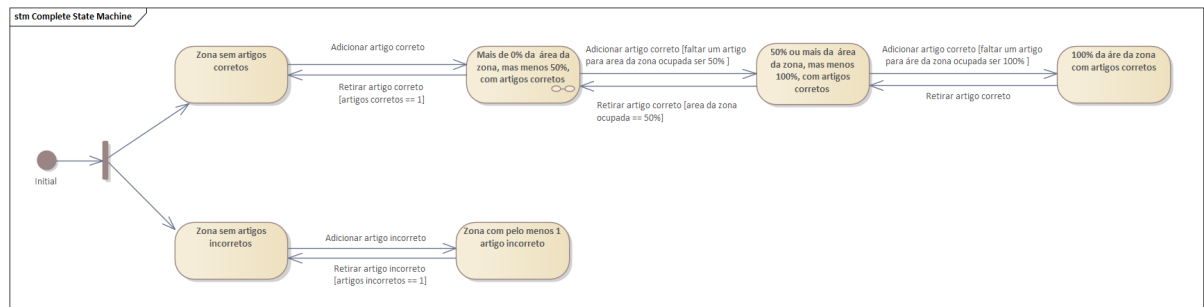 stm Complete State Machine
Zona sem artigos
corretos
Adicionar artigo correto
Retirar artigo correto
[artigos corretos == 1]
Mais de 0% da área da
zona, mas menos 50%,
com artigos corretos
Adicionar artigo correto [faltar um artigo
para area da zona ocupada ser 50% ]
Retirar artigo correto [area da zona
ocupada == 50%]
50% ou mais da área
da zona, mas menos
100%, com artigos
corretos
Adicionar artigo correto [faltar um artigo
para áre da zona ocupada ser 100% ]
Retirar artigo correto
100% da áre da zona
com artigos corretos
Initial
Zona sem artigos
incorretos
Adicionar artigo incorreto
Retirar artigo incorreto
[artigos incorretos == 1]
Zona com pelo menos 1
artigo incorreto